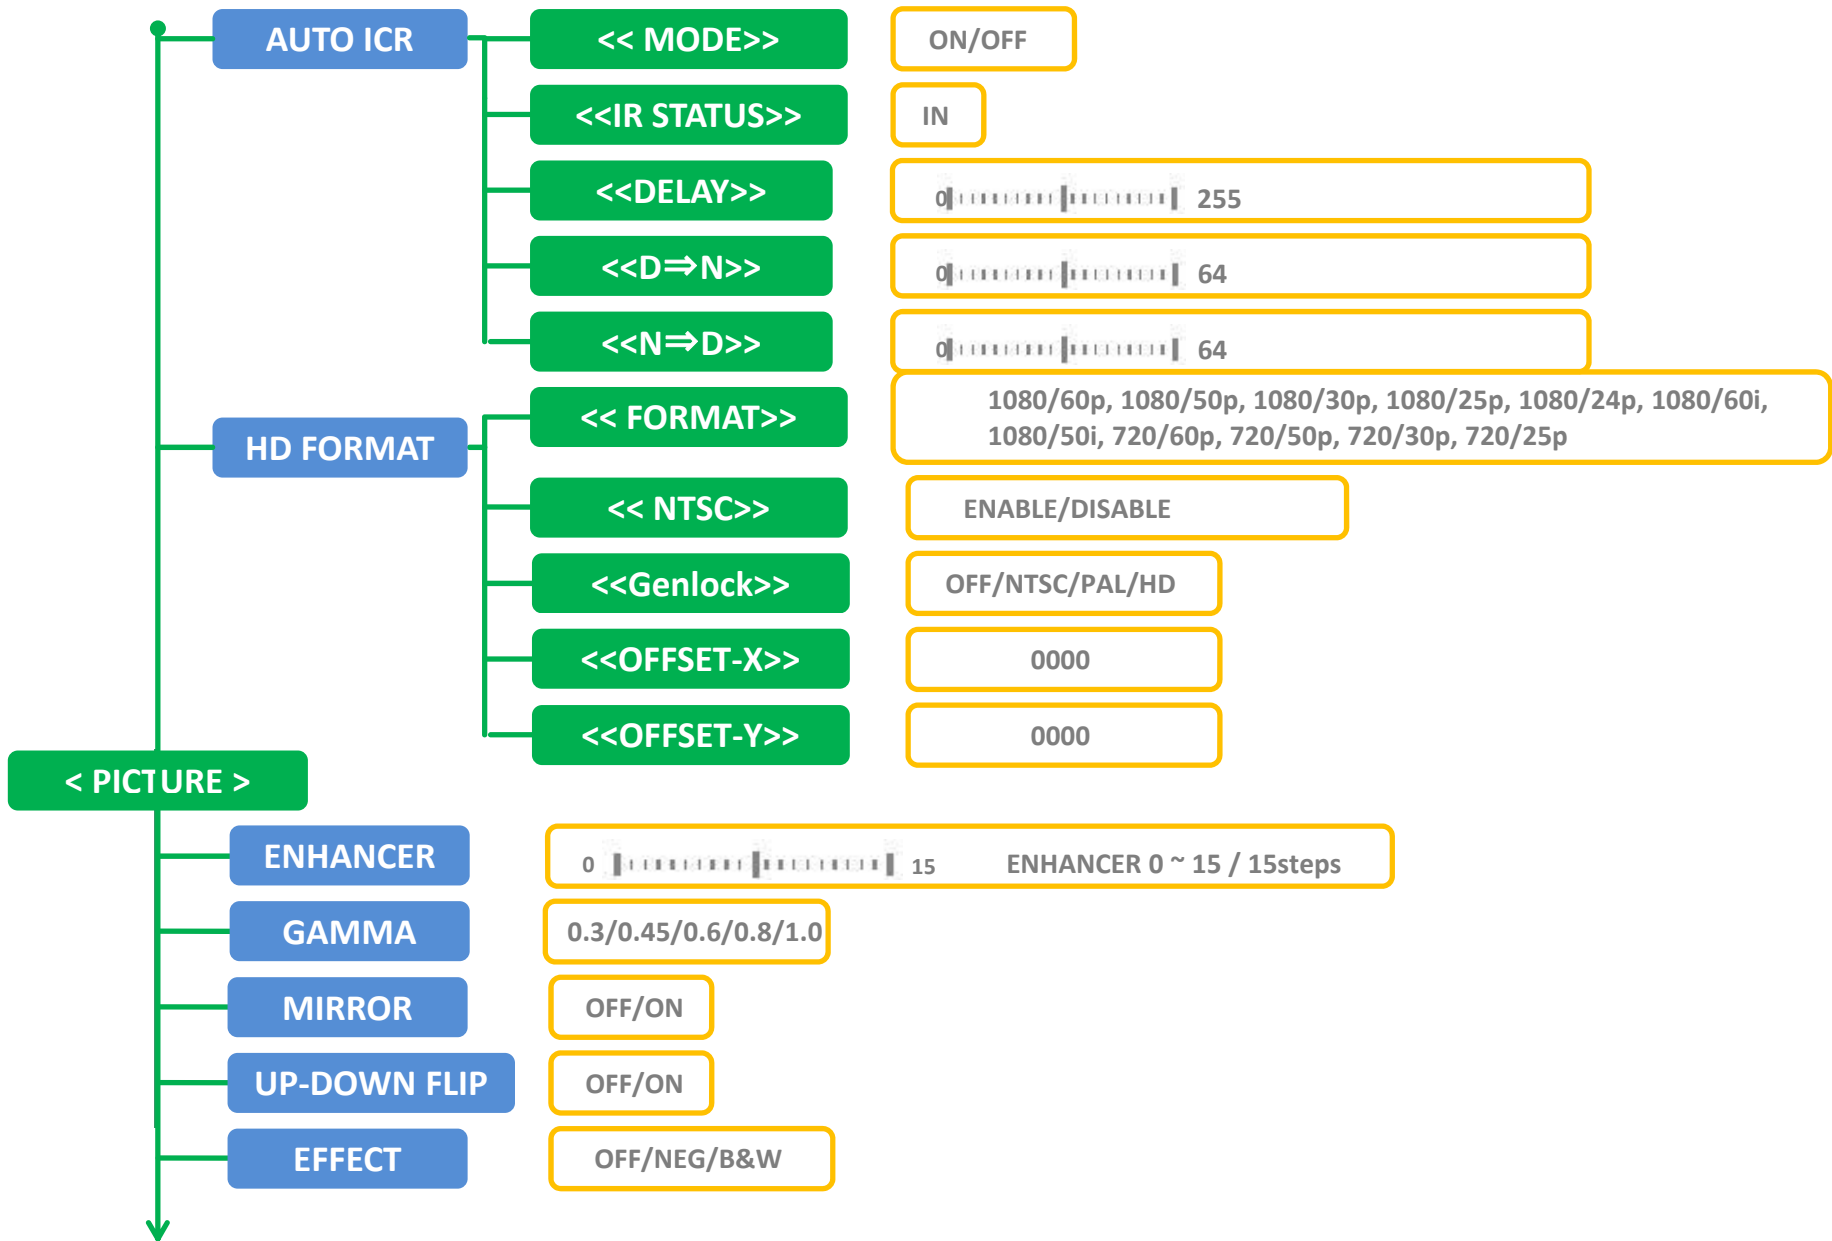 AUTO ICR
<< MODE>>
ON/OFF
<<IR STATUS>>
IN
<<DELAY>>
0 255
<<D⇒N>>
0 64
<<N⇒D>>
0 64
HD FORMAT
<< FORMAT>>
1080/60p, 1080/50p, 1080/30p, 1080/25p, 1080/24p, 1080/60i,
1080/50i, 720/60p, 720/50p, 720/30p, 720/25p
<< NTSC>>
ENABLE/DISABLE
<<Genlock>>
OFF/NTSC/PAL/HD
<<OFFSET-X>>
0000
<<OFFSET-Y>>
0000
< PICTURE >
ENHANCER
0 15 ENHANCER 0 ~ 15 / 15steps
GAMMA
0.3/0.45/0.6/0.8/1.0
MIRROR
OFF/ON
UP-DOWN FLIP
OFF/ON
EFFECT
OFF/NEG/B&W